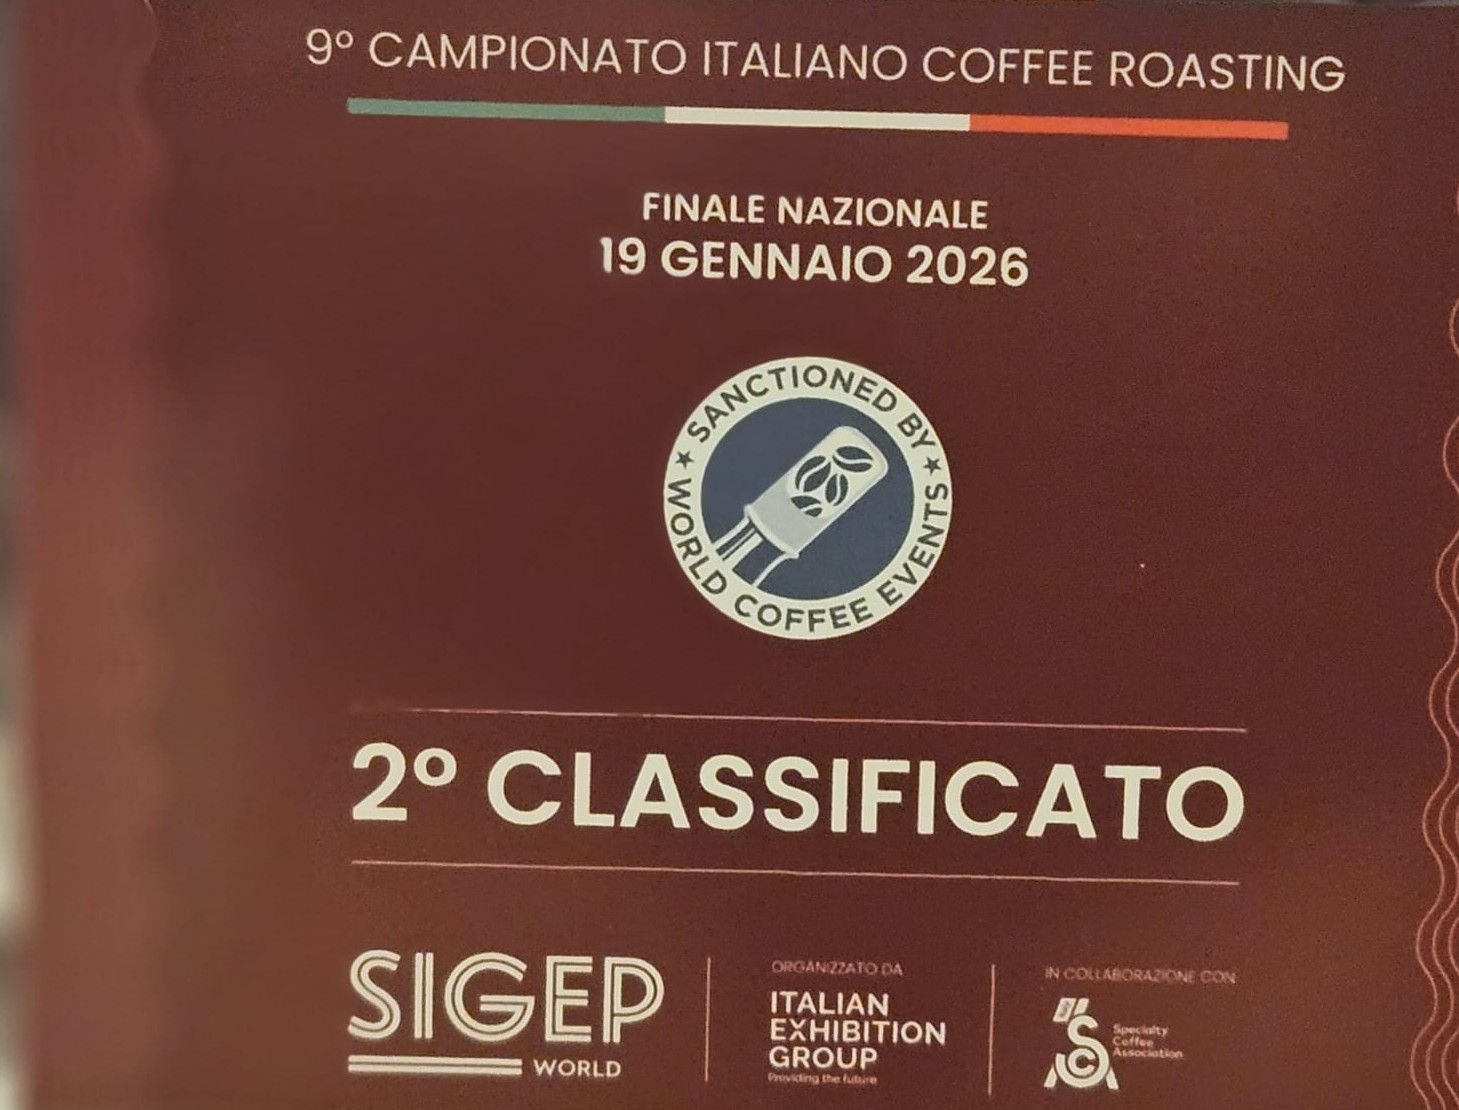 9° CAMPIONATO ITALIANO COFFEE ROASTING
FINALE NAZIONALE
19 GENNAIO 2026
★ SANCTIONED BY ★
WORLD COFFEE EVENTS
2° CLASSIFICATO
SIGEP
WORLD
ORGANIZZATO DA
ITALIAN
EXHIBITION
GROUP
Providing the future
IN COLLABORAZIONE CON
Specialty
Coffee
Association